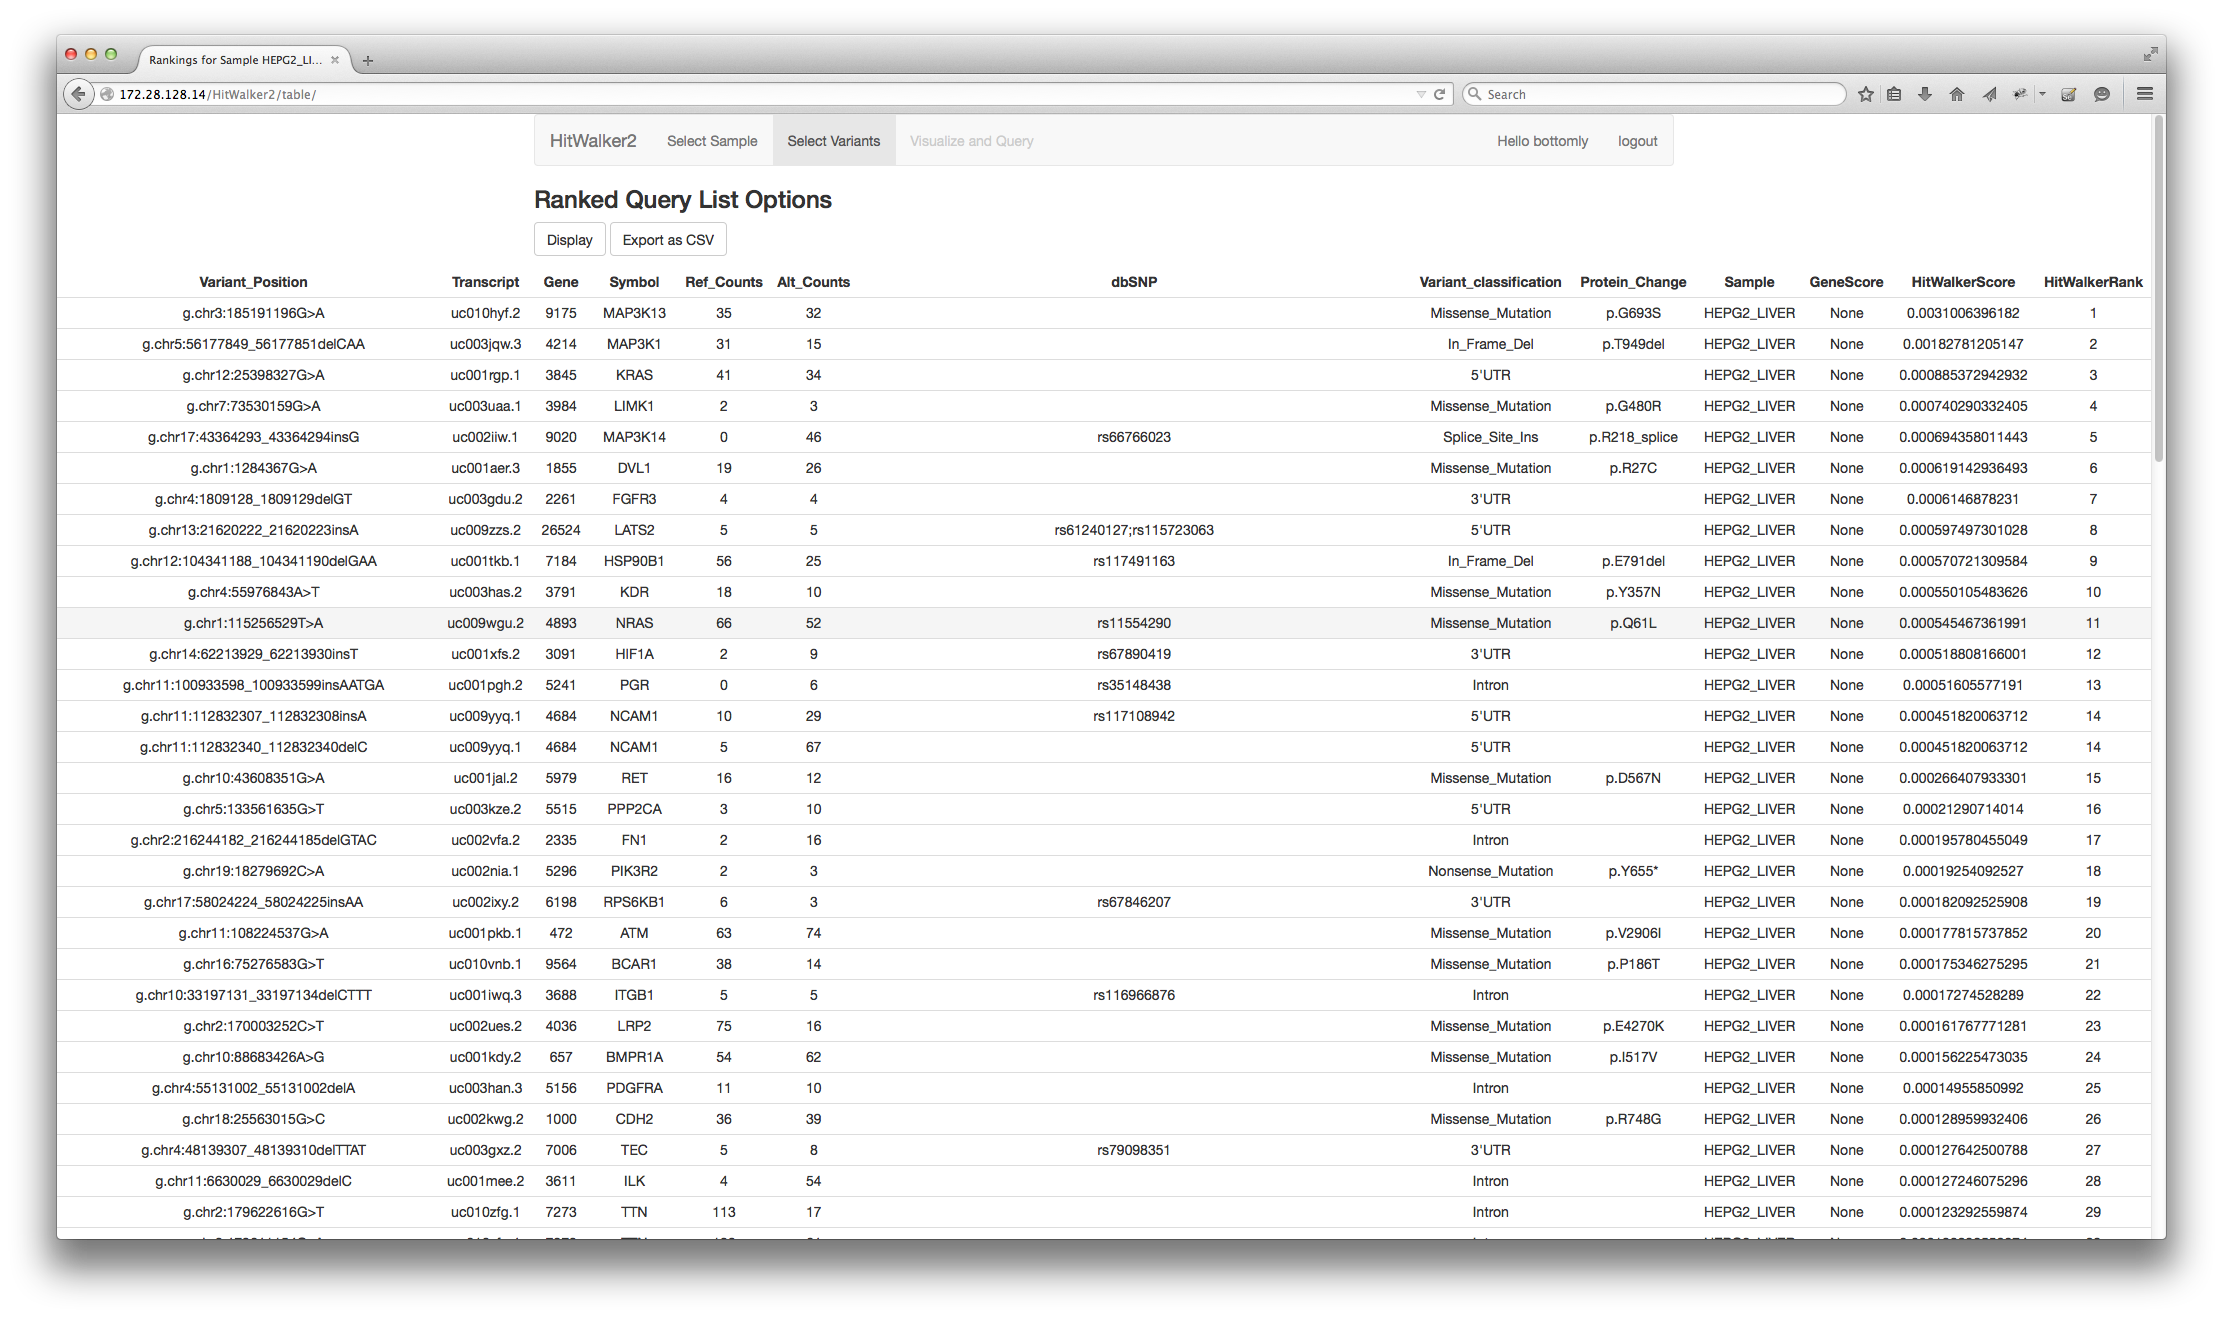 Rankings for Sample HEPG2_LI...
172.28.128.14/HitWalker2/table/ Search
HitWalker2 Select Sample Select Variants Visualize and Query Hello bottomly logout
Ranked Query List Options
Display Export as CSV
Variant_Position Transcript Gene Symbol Ref_Counts Alt_Counts dbSNP Variant_classification Protein_Change Sample GeneScore HitWalkerScore HitWalkerRank
g.chr3:185191196G>A uc010hyf.2 9175 MAP3K13 35 32 Missense_Mutation p.G693S HEPG2_LIVER None 0.0031006396182 1
g.chr5:56177849_56177851delCAA uc003jqw.3 4214 MAP3K1 31 15 In_Frame_Del p.T949del HEPG2_LIVER None 0.00182781205147 2
g.chr12:25398327G>A uc001rgp.1 3845 KRAS 41 34 5'UTR HEPG2_LIVER None 0.000885372942932 3
g.chr7:73530159G>A uc003uaa.1 3984 LIMK1 2 3 Missense_Mutation p.G480R HEPG2_LIVER None 0.000740290332405 4
g.chr17:43364293_43364294insG uc002iiw.1 9020 MAP3K14 0 46 rs66766023 Splice_Site_Ins p.R218_splice HEPG2_LIVER None 0.000694358011443 5
g.chr1:1284367G>A uc001aer.3 1855 DVL1 19 26 Missense_Mutation p.R27C HEPG2_LIVER None 0.000619142936493 6
g.chr4:1809128_1809129delGT uc003gdu.2 2261 FGFR3 4 4 3'UTR HEPG2_LIVER None 0.0006146878231 7
g.chr13:21620222_21620223insA uc009zzs.2 26524 LATS2 5 5 rs61240127;rs115723063 5'UTR HEPG2_LIVER None 0.000597497301028 8
g.chr12:104341188_104341190delGAA uc001tkb.1 7184 HSP90B1 56 25 rs117491163 In_Frame_Del p.E791del HEPG2_LIVER None 0.000570721309584 9
g.chr4:55976843A>T uc003has.2 3791 KDR 18 10 Missense_Mutation p.Y357N HEPG2_LIVER None 0.000550105483626 10
g.chr1:115256529T>A uc009wgu.2 4893 NRAS 66 52 rs11554290 Missense_Mutation p.Q61L HEPG2_LIVER None 0.000545467361991 11
g.chr14:62213929_62213930insT uc001xfs.2 3091 HIF1A 2 9 rs67890419 3'UTR HEPG2_LIVER None 0.000518808166001 12
g.chr11:100933598_100933599insAATGA uc001pgh.2 5241 PGR 0 6 rs35148438 Intron HEPG2_LIVER None 0.00051605577191 13
g.chr11:112832307_112832308insA uc009yyq.1 4684 NCAM1 10 29 rs117108942 5'UTR HEPG2_LIVER None 0.000451820063712 14
g.chr11:112832340_112832340delC uc009yyq.1 4684 NCAM1 5 67 5'UTR HEPG2_LIVER None 0.000451820063712 14
g.chr10:43608351G>A uc001jal.2 5979 RET 16 12 Missense_Mutation p.D567N HEPG2_LIVER None 0.000266407933301 15
g.chr5:133561635G>T uc003kze.2 5515 PPP2CA 3 10 5'UTR HEPG2_LIVER None 0.00021290714014 16
g.chr2:216244182_216244185delGTAC uc002vfa.2 2335 FN1 2 16 Intron HEPG2_LIVER None 0.000195780455049 17
g.chr19:18279692C>A uc002nia.1 5296 PIK3R2 2 3 Nonsense_Mutation p.Y655* HEPG2_LIVER None 0.00019254092527 18
g.chr17:58024224_58024225insAA uc002ixy.2 6198 RPS6KB1 6 3 rs67846207 3'UTR HEPG2_LIVER None 0.000182092525908 19
g.chr11:108224537G>A uc001pkb.1 472 ATM 63 74 Missense_Mutation p.V2906I HEPG2_LIVER None 0.000177815737852 20
g.chr16:75276583G>T uc010vnb.1 9564 BCAR1 38 14 Missense_Mutation p.P186T HEPG2_LIVER None 0.000175346275295 21
g.chr10:33197131_33197134delCTTT uc001iwq.3 3688 ITGB1 5 5 rs116966876 Intron HEPG2_LIVER None 0.00017274528289 22
g.chr2:170003252C>T uc002ues.2 4036 LRP2 75 16 Missense_Mutation p.E4270K HEPG2_LIVER None 0.000161767771281 23
g.chr10:88683426A>G uc001kdy.2 657 BMPR1A 54 62 Missense_Mutation p.I517V HEPG2_LIVER None 0.000156225473035 24
g.chr4:55131002_55131002delA uc003han.3 5156 PDGFRA 11 10 Intron HEPG2_LIVER None 0.00014955850992 25
g.chr18:25563015G>C uc002kwg.2 1000 CDH2 36 39 Missense_Mutation p.R748G HEPG2_LIVER None 0.000128959932406 26
g.chr4:48139307_48139310delTTAT uc003gxz.2 7006 TEC 5 8 rs79098351 3'UTR HEPG2_LIVER None 0.000127642500788 27
g.chr11:6630029_6630029delC uc001mee.2 3611 ILK 4 54 Intron HEPG2_LIVER None 0.000127246075296 28
g.chr2:179622616G>T uc010zfg.1 7273 TTN 113 17 Intron HEPG2_LIVER None 0.000123292559874 29